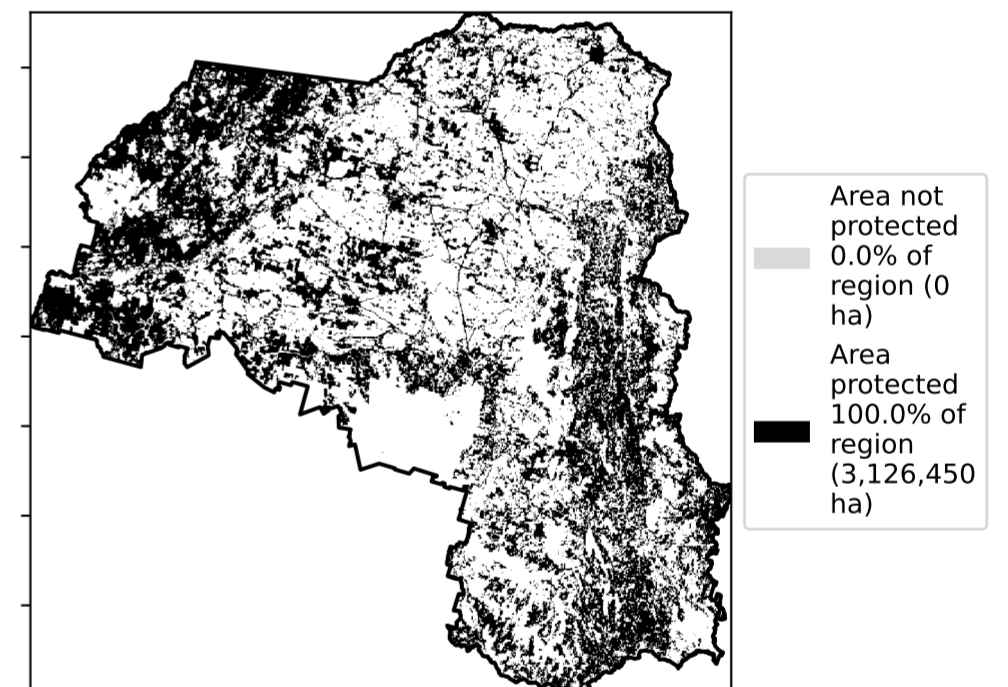 Area not
protected
0.0% of
region (0
ha)
Area
protected
100.0% of
region
(3,126,450
ha)